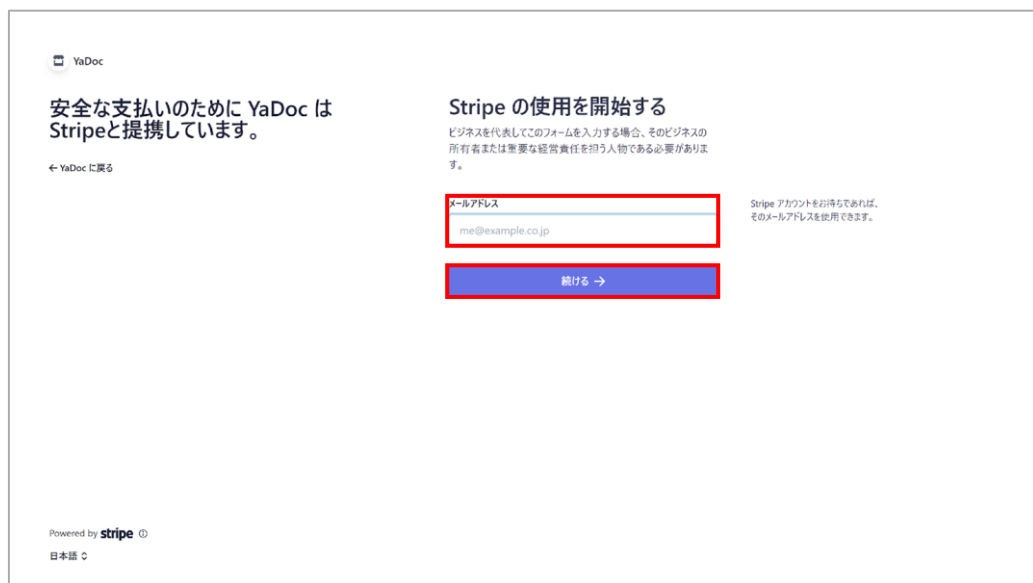 YaDoc
安全な支払いのために YaDoc は
Stripeと提携しています。
← YaDoc に戻る
Stripe の使用を開始する
ビジネスを代表してこのフォームを入力する場合、そのビジネスの
所有者または重要な経営責任を担う人物である必要がありま
す。
メールアドレス
me@example.co.jp
Stripe アカウントをお持ちであれば、
そのメールアドレスを使用できます。
続ける →
Powered by stripe
日本語